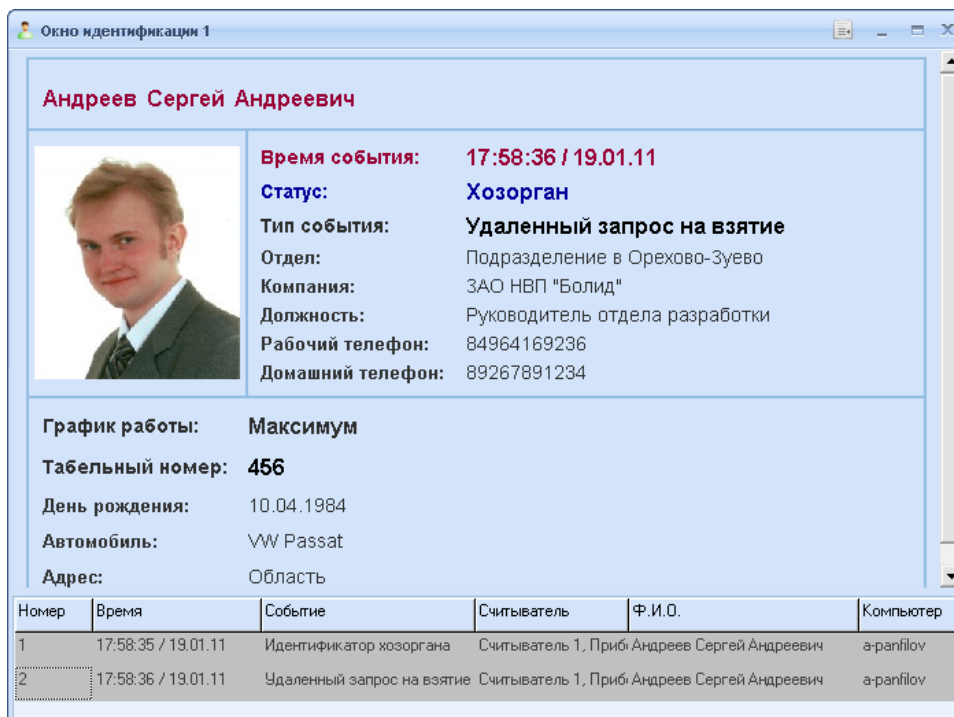 Окно идентификации 1
Андреев Сергей Андреевич
Время события: 17:58:36 / 19.01.11
Статус: Хозорган
Тип события: Удаленный запрос на взятие
Отдел: Подразделение в Орехово-Зуево
Компания: ЗАО НВП "Болид"
Должность: Руководитель отдела разработки
Рабочий телефон: 84964169236
Домашний телефон: 89267891234
График работы: Максимум
Табельный номер: 456
День рождения: 10.04.1984
Автомобиль: VW Passat
Адрес: Область
Номер Время Событие Считыватель Ф.И.О. Компьютер
1 17:58:35 / 19.01.11 Идентификатор хозоргана Считыватель 1, Приб Андреев Сергей Андреевич a-panfilov
2 17:58:36 / 19.01.11 Удаленный запрос на взятие Считыватель 1, Приб Андреев Сергей Андреевич a-panfilov